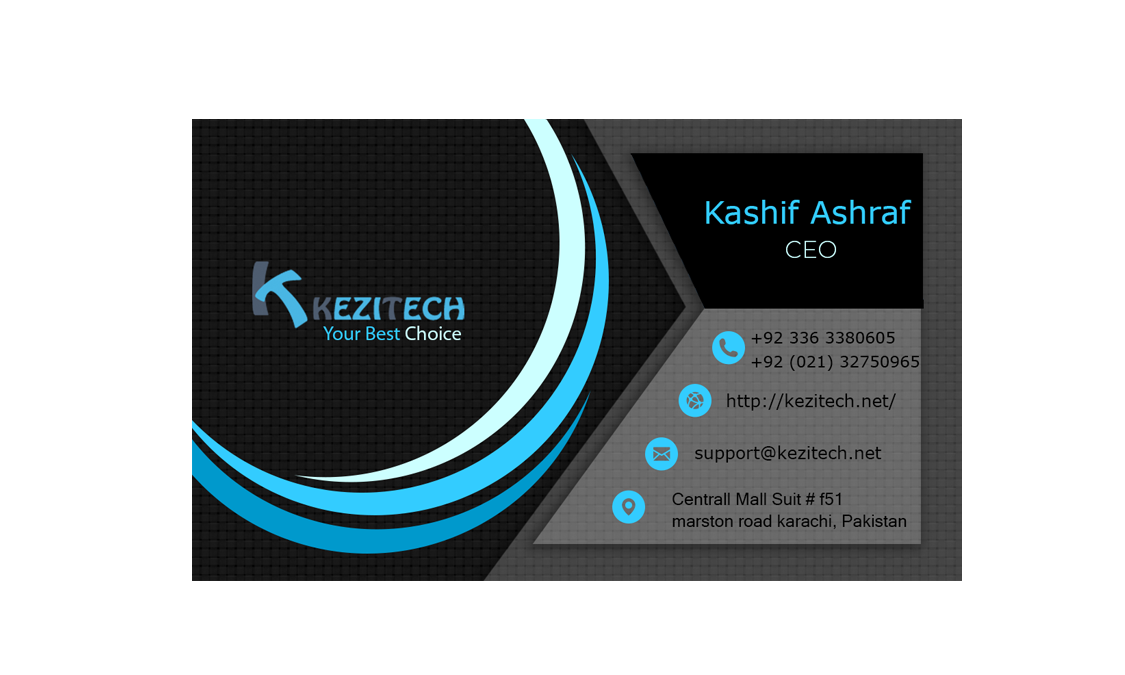 KEZITECH
Your Best Choice
Kashif Ashraf
CEO
+92 336 3380605
+92 (021) 32750965
http://kezitech.net/
support@kezitech.net
Centrall Mall Suit # f51
marston road karachi, Pakistan